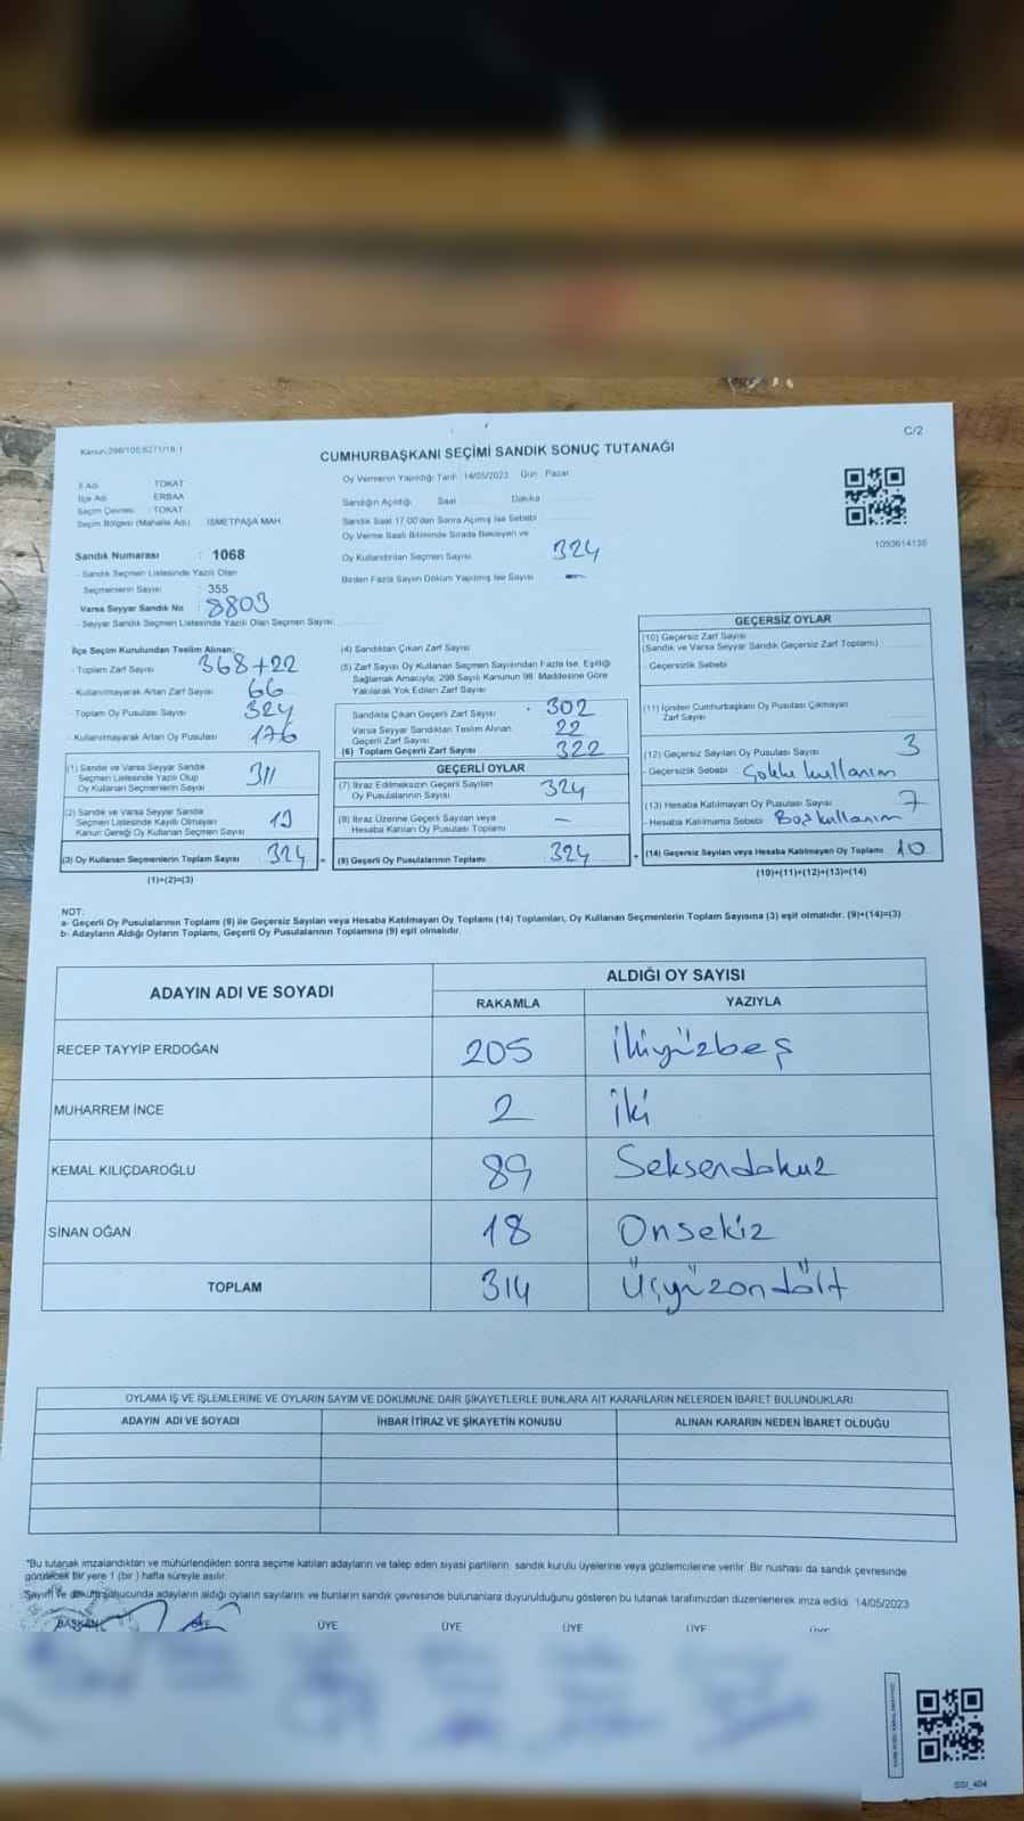 Kanun:298/105;6271/18-1
C/2
CUMHURBAŞKANI SEÇİMİ SANDIK SONUÇ TUTANAĞI
İl Adı : TOKAT
İlçe Adı : ERBAA
Seçim Çevresi : TOKAT
Seçim Bölgesi (Mahalle Adı) : İSMETPAŞA MAH.
Sandık Numarası : 1068
- Sandık Seçmen Listesinde Yazılı Olan
Seçmenlerin Sayısı : 355
Varsa Seyyar Sandık No : 8803
- Seyyar Sandık Seçmen Listesinde Yazılı Olan Seçmen Sayısı
Oy Vermenin Yapıldığı Tarih : 14/05/2023 Gün : Pazar
Sandığın Açıldığı Saat Dakika
Sandık Saat 17.00'den Sonra Açılmış İse Sebebi
Oy Verme Saati Bitiminde Sırada Bekleyen ve
Oy Kullandırılan Seçmen Sayısı 324
Birden Fazla Sayım Döküm Yapılmış İse Sayısı -
1093614135
İlçe Seçim Kurulundan Teslim Alınan;
- Toplam Zarf Sayısı 368+22
- Kullanılmayarak Artan Zarf Sayısı 66
- Toplam Oy Pusulası Sayısı 324
- Kullanılmayarak Artan Oy Pusulası 176
(1) Sandık ve Varsa Seyyar Sandık
Seçmen Listesinde Yazılı Olup
Oy Kullanan Seçmenlerin Sayısı 311
(2) Sandık ve Varsa Seyyar Sandık
Seçmen Listesinde Kayıtlı Olmayan
Kanun Gereği Oy Kullanan Seçmen Sayısı 13
(3) Oy Kullanan Seçmenlerin Toplam Sayısı 324 =
(1)+(2)=(3)
(4) Sandıktan Çıkan Zarf Sayısı
(5) Zarf Sayısı Oy Kullanan Seçmen Sayısından Fazla İse, Eşitliği
Sağlamak Amacıyla, 298 Sayılı Kanunun 98. Maddesine Göre
Yakılarak Yok Edilen Zarf Sayısı
Sandıkta Çıkan Geçerli Zarf Sayısı 302
Varsa Seyyar Sandıktan Teslim Alınan
Geçerli Zarf Sayısı 22
(6) Toplam Geçerli Zarf Sayısı 322
GEÇERLİ OYLAR
(7) İtiraz Edilmeksizin Geçerli Sayılan
Oy Pusulalarının Sayısı 324
(8) İtiraz Üzerine Geçerli Sayılan veya
Hesaba Katılan Oy Pusulası Toplamı -
(9) Geçerli Oy Pusulalarının Toplamı 324 +
GEÇERSİZ OYLAR
(10) Geçersiz Zarf Sayısı
(Sandık ve Varsa Seyyar Sandık Geçersiz Zarf Toplamı)
- Geçersizlik Sebebi
(11) İçinden Cumhurbaşkanı Oy Pusulası Çıkmayan
Zarf Sayısı
(12) Geçersiz Sayılan Oy Pusulası Sayısı 3
- Geçersizlik Sebebi Çoklu kullanım
(13) Hesaba Katılmayan Oy Pusulası Sayısı 7
- Hesaba Katılmama Sebebi Boş kullanım
(14) Geçersiz Sayılan veya Hesaba Katılmayan Oy Toplamı 10
(10)+(11)+(12)+(13)=(14)
NOT:
a- Geçerli Oy Pusulalarının Toplamı (9) ile Geçersiz Sayılan veya Hesaba Katılmayan Oy Toplamı (14) Toplamları, Oy Kullanan Seçmenlerin Toplam Sayısına (3) eşit olmalıdır. (9)+(14)=(3)
b- Adayların Aldığı Oyların Toplamı, Geçerli Oy Pusulalarının Toplamına (9) eşit olmalıdır.
ADAYIN ADI VE SOYADI
ALDIĞI OY SAYISI
RAKAMLA YAZIYLA
RECEP TAYYİP ERDOĞAN 205 ikiyüzbeş
MUHARREM İNCE 2 iki
KEMAL KILIÇDAROĞLU 89 Seksendokuz
SİNAN OĞAN 18 Onsekiz
TOPLAM 314 Üçyüzondört
OYLAMA İŞ VE İŞLEMLERİNE VE OYLARIN SAYIM VE DÖKÜMÜNE DAİR ŞİKAYETLERLE BUNLARA AİT KARARLARIN NELERDEN İBARET BULUNDUKLARI
ADAYIN ADI VE SOYADI İHBAR İTİRAZ VE ŞİKAYETİN KONUSU ALINAN KARARIN NEDEN İBARET OLDUĞU
*Bu tutanak imzalandıktan ve mühürlendikten sonra seçime katılan adayların ve talep eden siyasi partilerin, sandık kurulu üyelerine veya gözlemcilerine verilir. Bir nüshası da sandık çevresinde
görülecek bir yere 1 (bir) hafta süreyle asılır.
Sayım ve döküm sonucunda adayların aldığı oyların sayılarını ve bunların sandık çevresinde bulunanlara duyurulduğunu gösteren bu tutanak tarafımızdan düzenlenerek imza edildi. 14/05/2023
BAŞKAN ÜYE ÜYE ÜYE ÜYE ÜYE
SSI_404